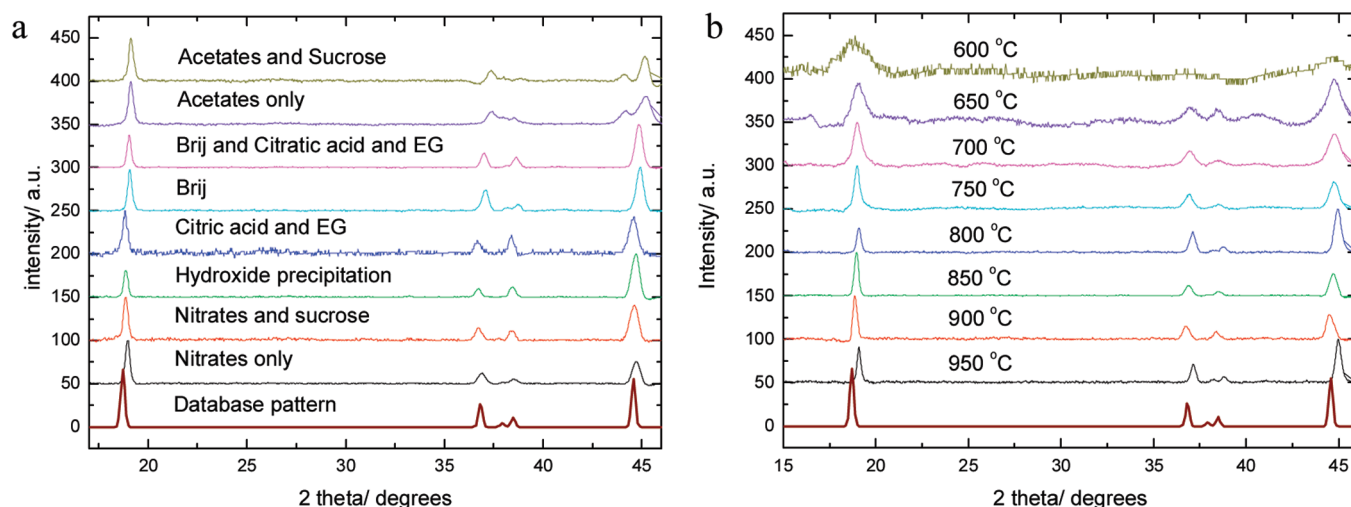 a
intensity/ a.u.
450
400
350
300
250
200
150
100
50
0
Acetates and Sucrose
Acetates only
Brij and Citratic acid and EG
Brij
Citric acid and EG
Hydroxide precipitation
Nitrates and sucrose
Nitrates only
Database pattern
20 25 30 35 40 45
2 theta/ degrees
b
Intensity/ a.u.
450
400
350
300
250
200
150
100
50
0
600 °C
650 °C
700 °C
750 °C
800 °C
850 °C
900 °C
950 °C
15 20 25 30 35 40 45
2 theta/ degrees